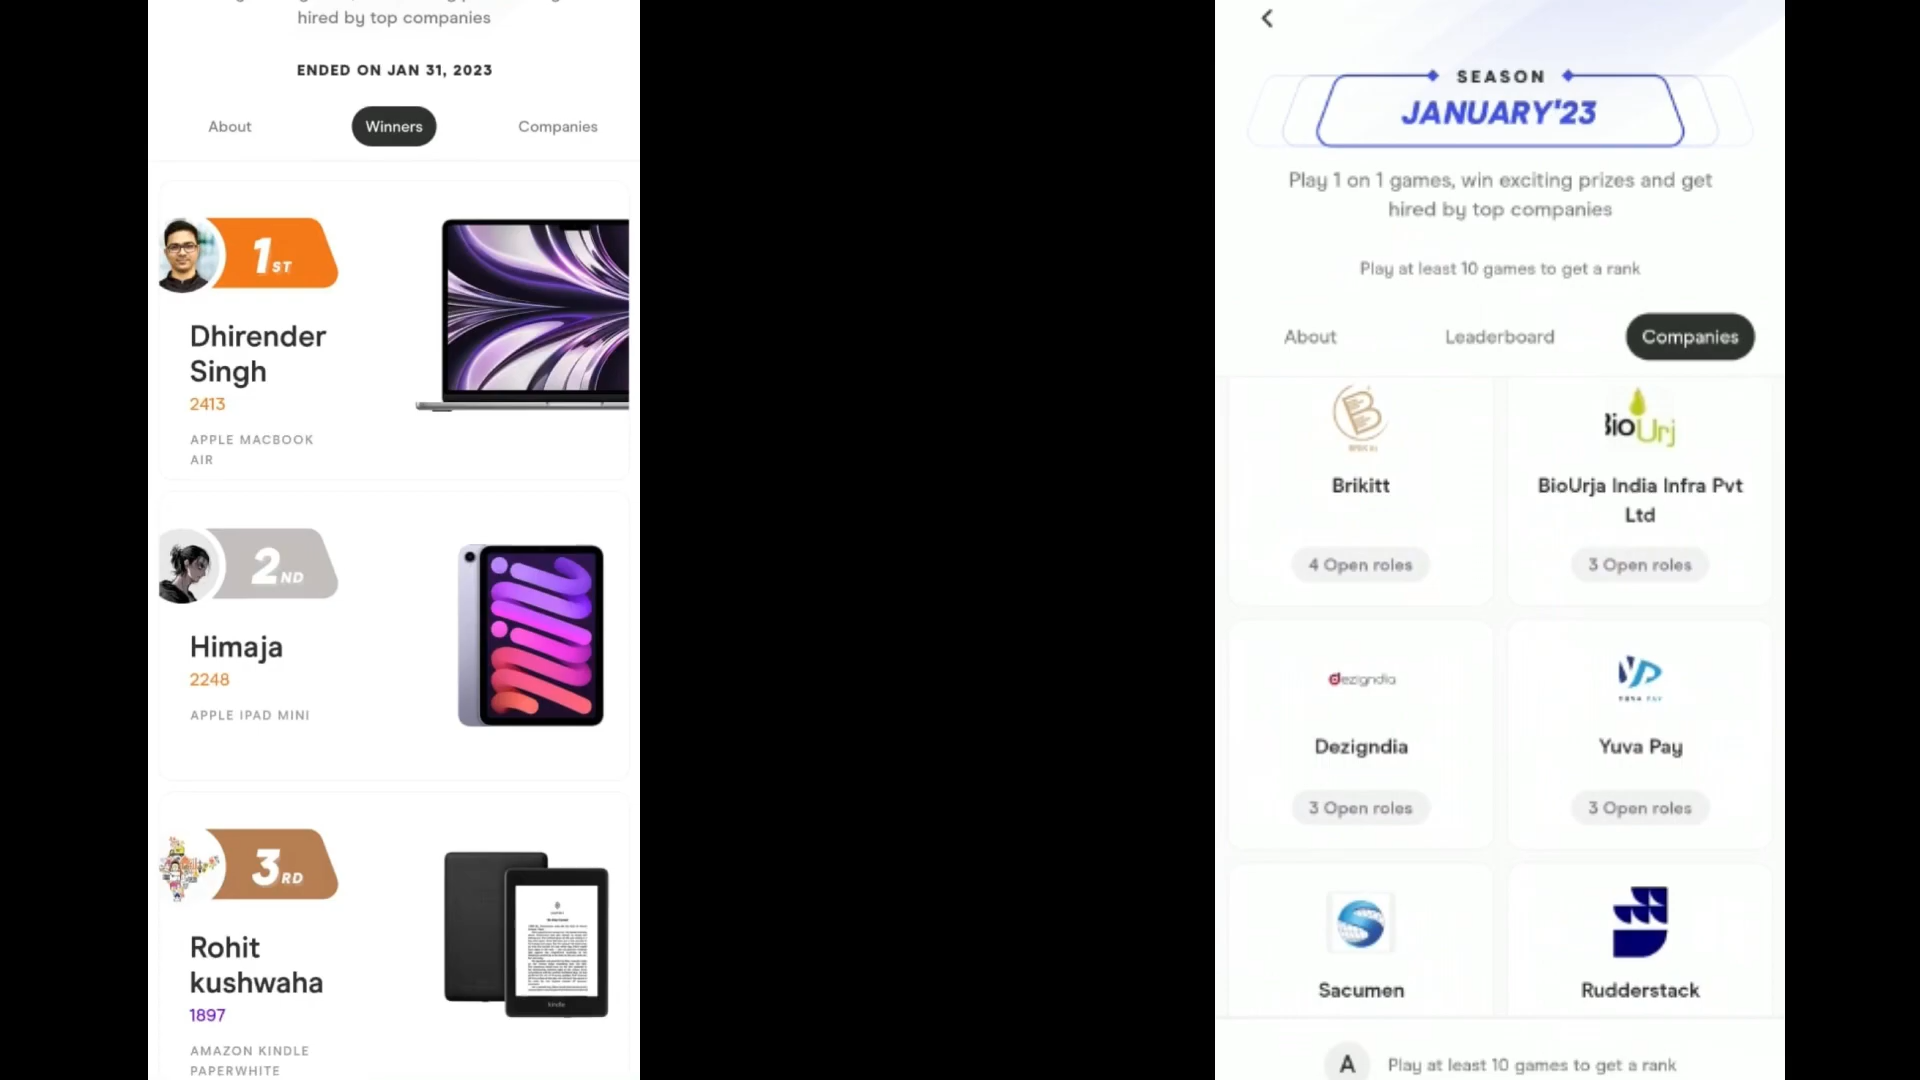 hired by top companies
ENDED ON JAN 31, 2023
About
Winners
Companies
1ST
Dhirender
Singh
2413
APPLE MACBOOK
AIR
2ND
Himaja
2248
APPLE IPAD MINI
3RD
Rohit
kushwaha
1897
AMAZON KINDLE
PAPERWHITE
kindle
SEASON
JANUARY'23
Play 1 on 1 games, win exciting prizes and get
hired by top companies
Play at least 10 games to get a rank
About
Leaderboard
Companies
Brikitt
4 Open roles
BioUrj
BioUrja India Infra Pvt
Ltd
3 Open roles
dezigndia
Dezigndia
3 Open roles
YUVA PAY
Yuva Pay
3 Open roles
Sacumen
Rudderstack
A
Play at least 10 games to get a rank